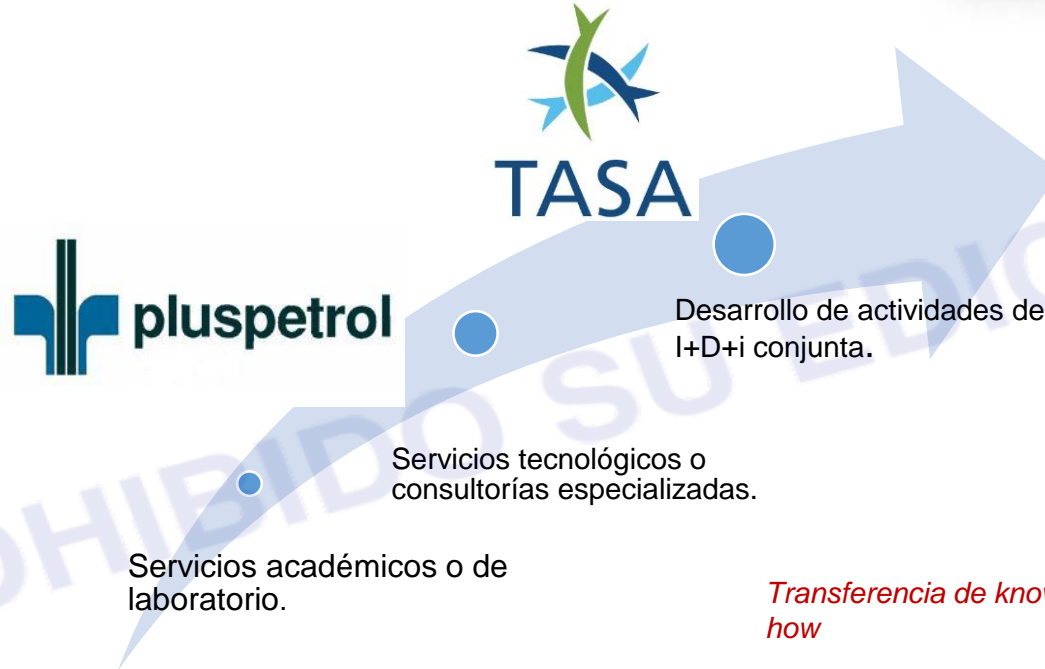 TASA
pluspetrol
Desarrollo de actividades de
I+D+i conjunta.
Servicios tecnológicos o
consultorías especializadas.
Servicios académicos o de
laboratorio.
Transferencia de know
how